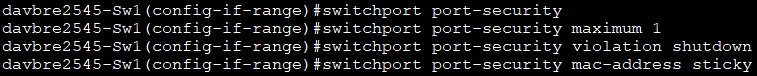 davbre2545-Sw1(config-if-range)#switchport port-security
davbre2545-Sw1(config-if-range)#switchport port-security maximum 1
davbre2545-Sw1(config-if-range)#switchport port-security violation shutdown
davbre2545-Sw1(config-if-range)#switchport port-security mac-address sticky